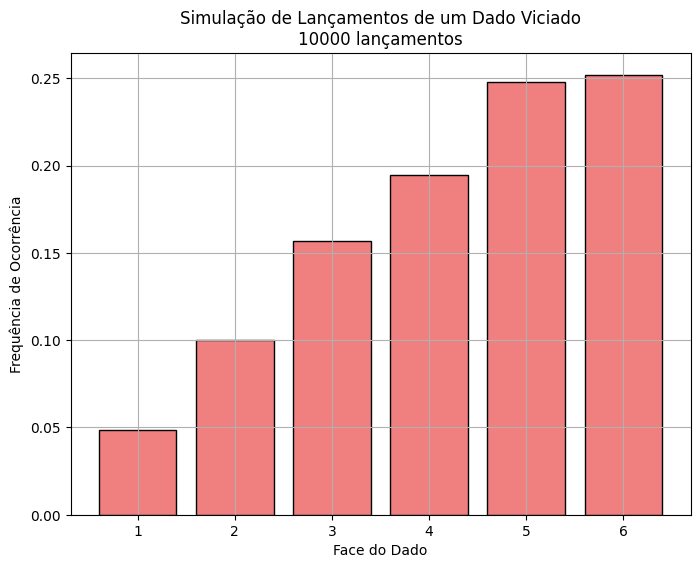 Simulação de Lançamentos de um Dado Viciado
10000 lançamentos
Frequência de Ocorrência
0.25
0.20
0.15
0.10
0.05
0.00
1 2 3 4 5 6
Face do Dado